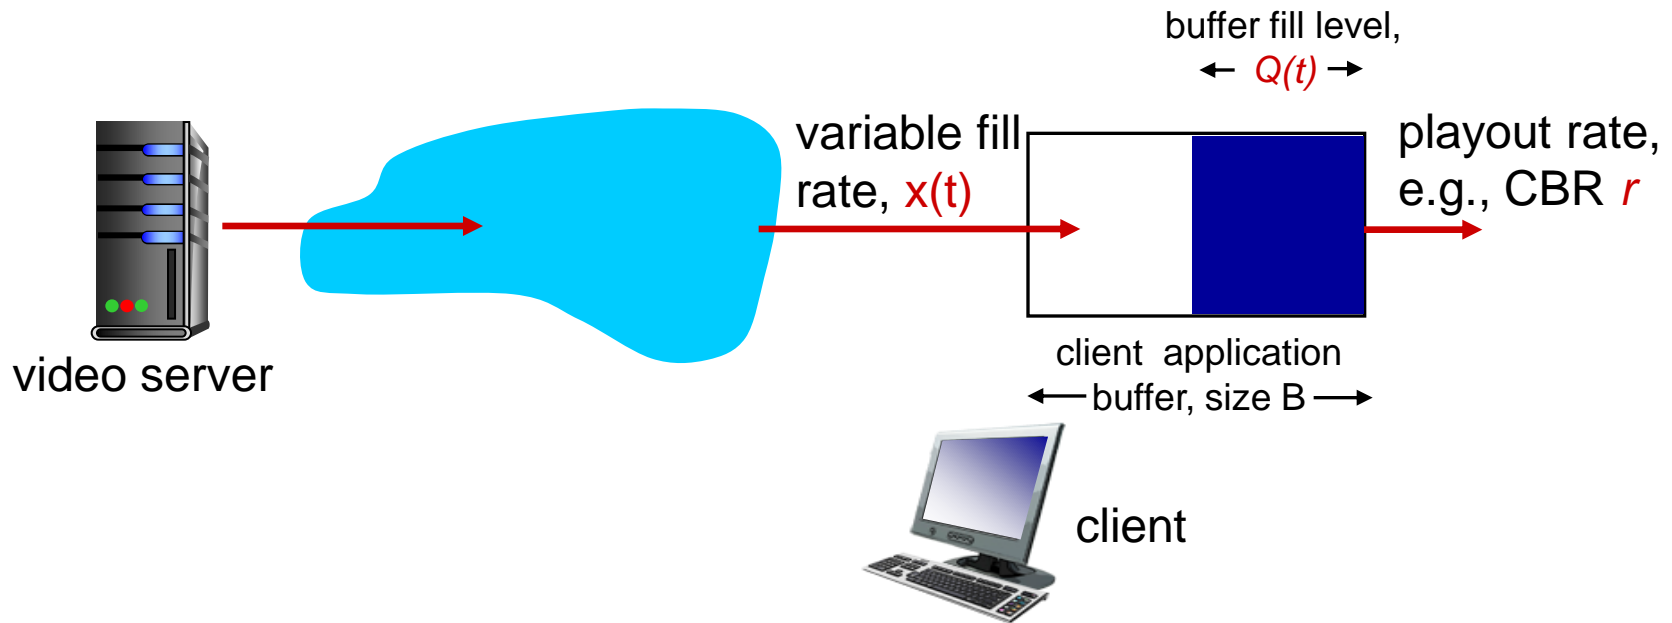 buffer fill level,
Q(t)
variable fill
rate, x(t)
playout rate,
e.g., CBR r
video server
client application
buffer, size B
client